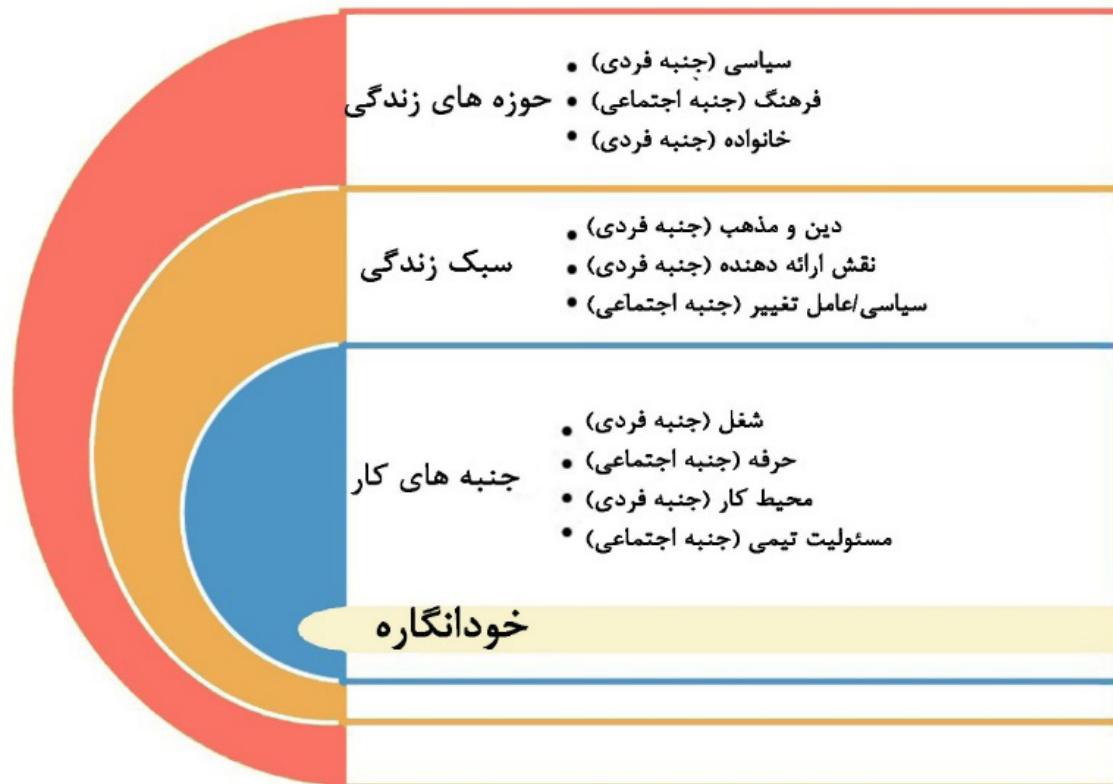 حوزه های زندگی
• سیاسی (جنبه فردی)
• فرهنگ (جنبه اجتماعی)
• خانواده (جنبه فردی)
سبک زندگی
• دین و مذهب (جنبه فردی)
• نقش ارائه دهنده (جنبه فردی)
• سیاسی/عامل تغییر (جنبه اجتماعی)
جنبه های کار
• شغل (جنبه فردی)
• حرفه (جنبه اجتماعی)
• محیط کار (جنبه فردی)
• مسئولیت تیمی (جنبه اجتماعی)
خودانگاره